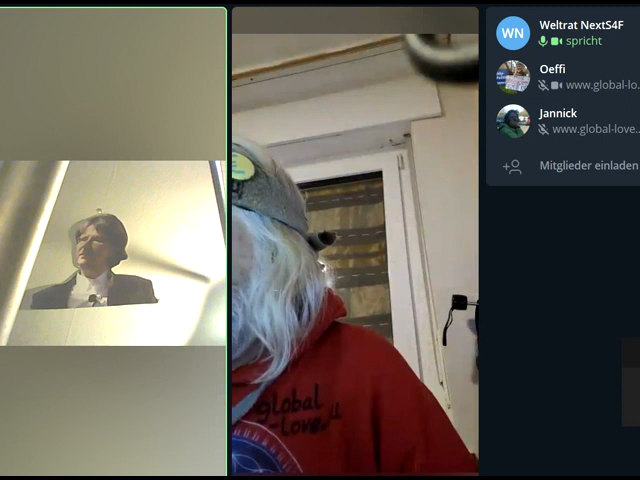 WN
Weltrat NextS4F
spricht
Oeffi
www.global-lo...
Jannick
www.global-love...
Mitglieder einladen
global
-love